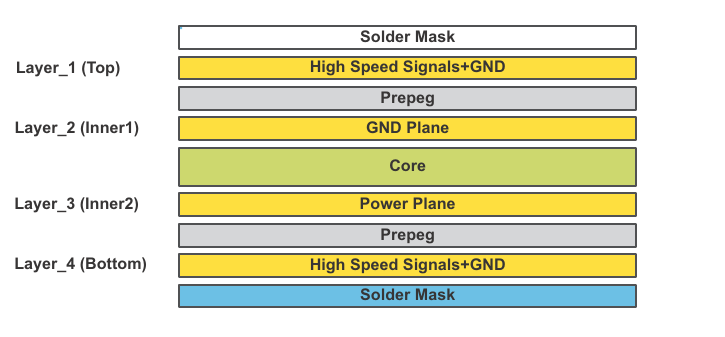 Solder Mask
Layer_1 (Top)
High Speed Signals+GND
Prepeg
Layer_2 (Inner1)
GND Plane
Core
Layer_3 (Inner2)
Power Plane
Prepeg
Layer_4 (Bottom)
High Speed Signals+GND
Solder Mask